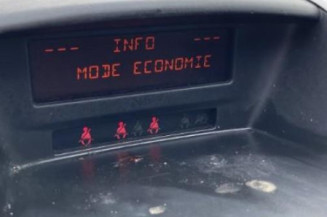 --- INFO ---
MODE ECONOMIE